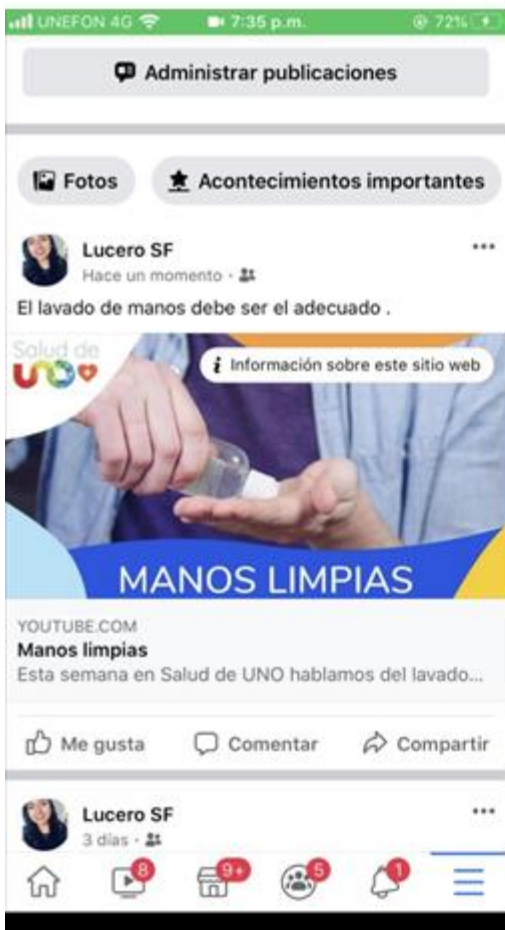 UNEFON 4G 7:35 p.m. 72%
Administrar publicaciones
Fotos Acontecimientos importantes
Lucero SF
Hace un momento ·
El lavado de manos debe ser el adecuado .
Salud de
uno
i Información sobre este sitio web
MANOS LIMPIAS
YOUTUBE.COM
Manos limpias
Esta semana en Salud de UNO hablamos del lavado...
Me gusta Comentar Compartir
Lucero SF
3 días ·
8 9+ 5 1